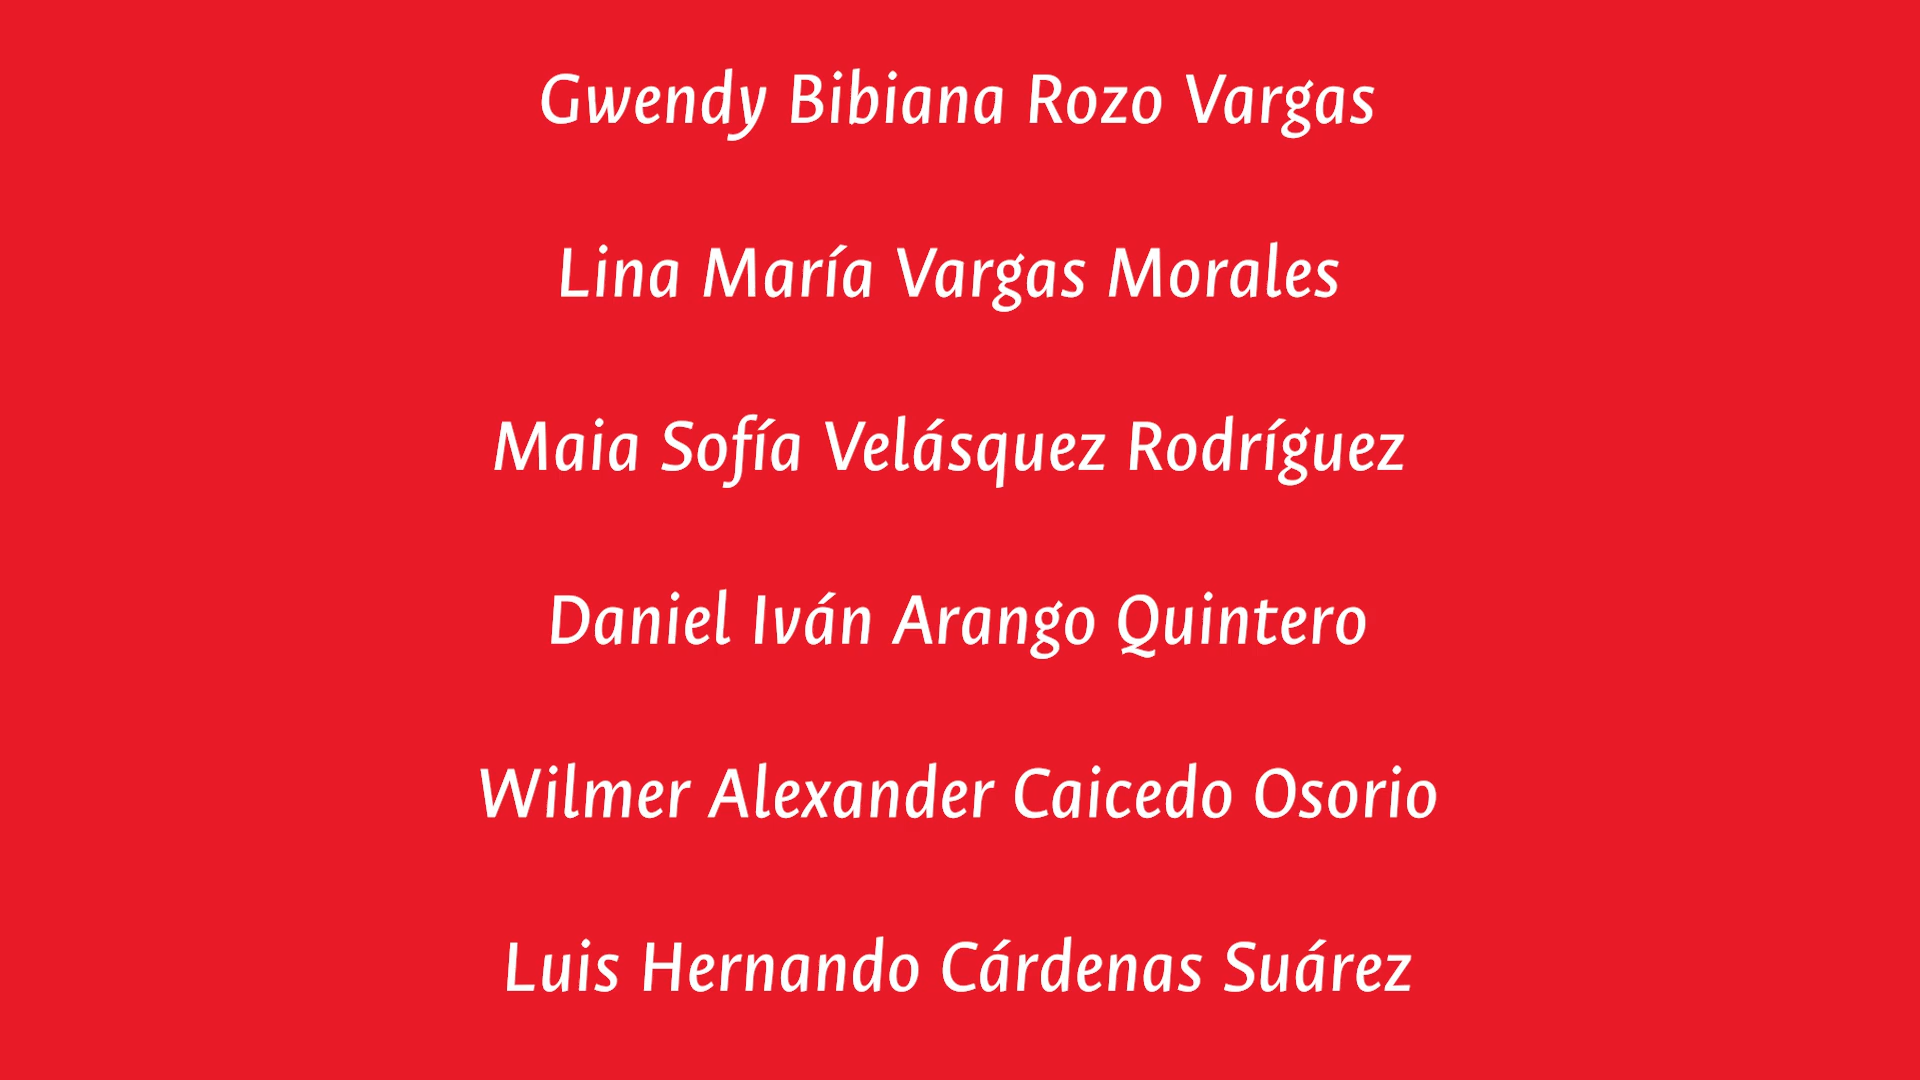 Gwendy Bibiana Rozo Vargas
Lina María Vargas Morales
Maia Sofía Velásquez Rodríguez
Daniel Iván Arango Quintero
Wilmer Alexander Caicedo Osorio
Luis Hernando Cárdenas Suárez